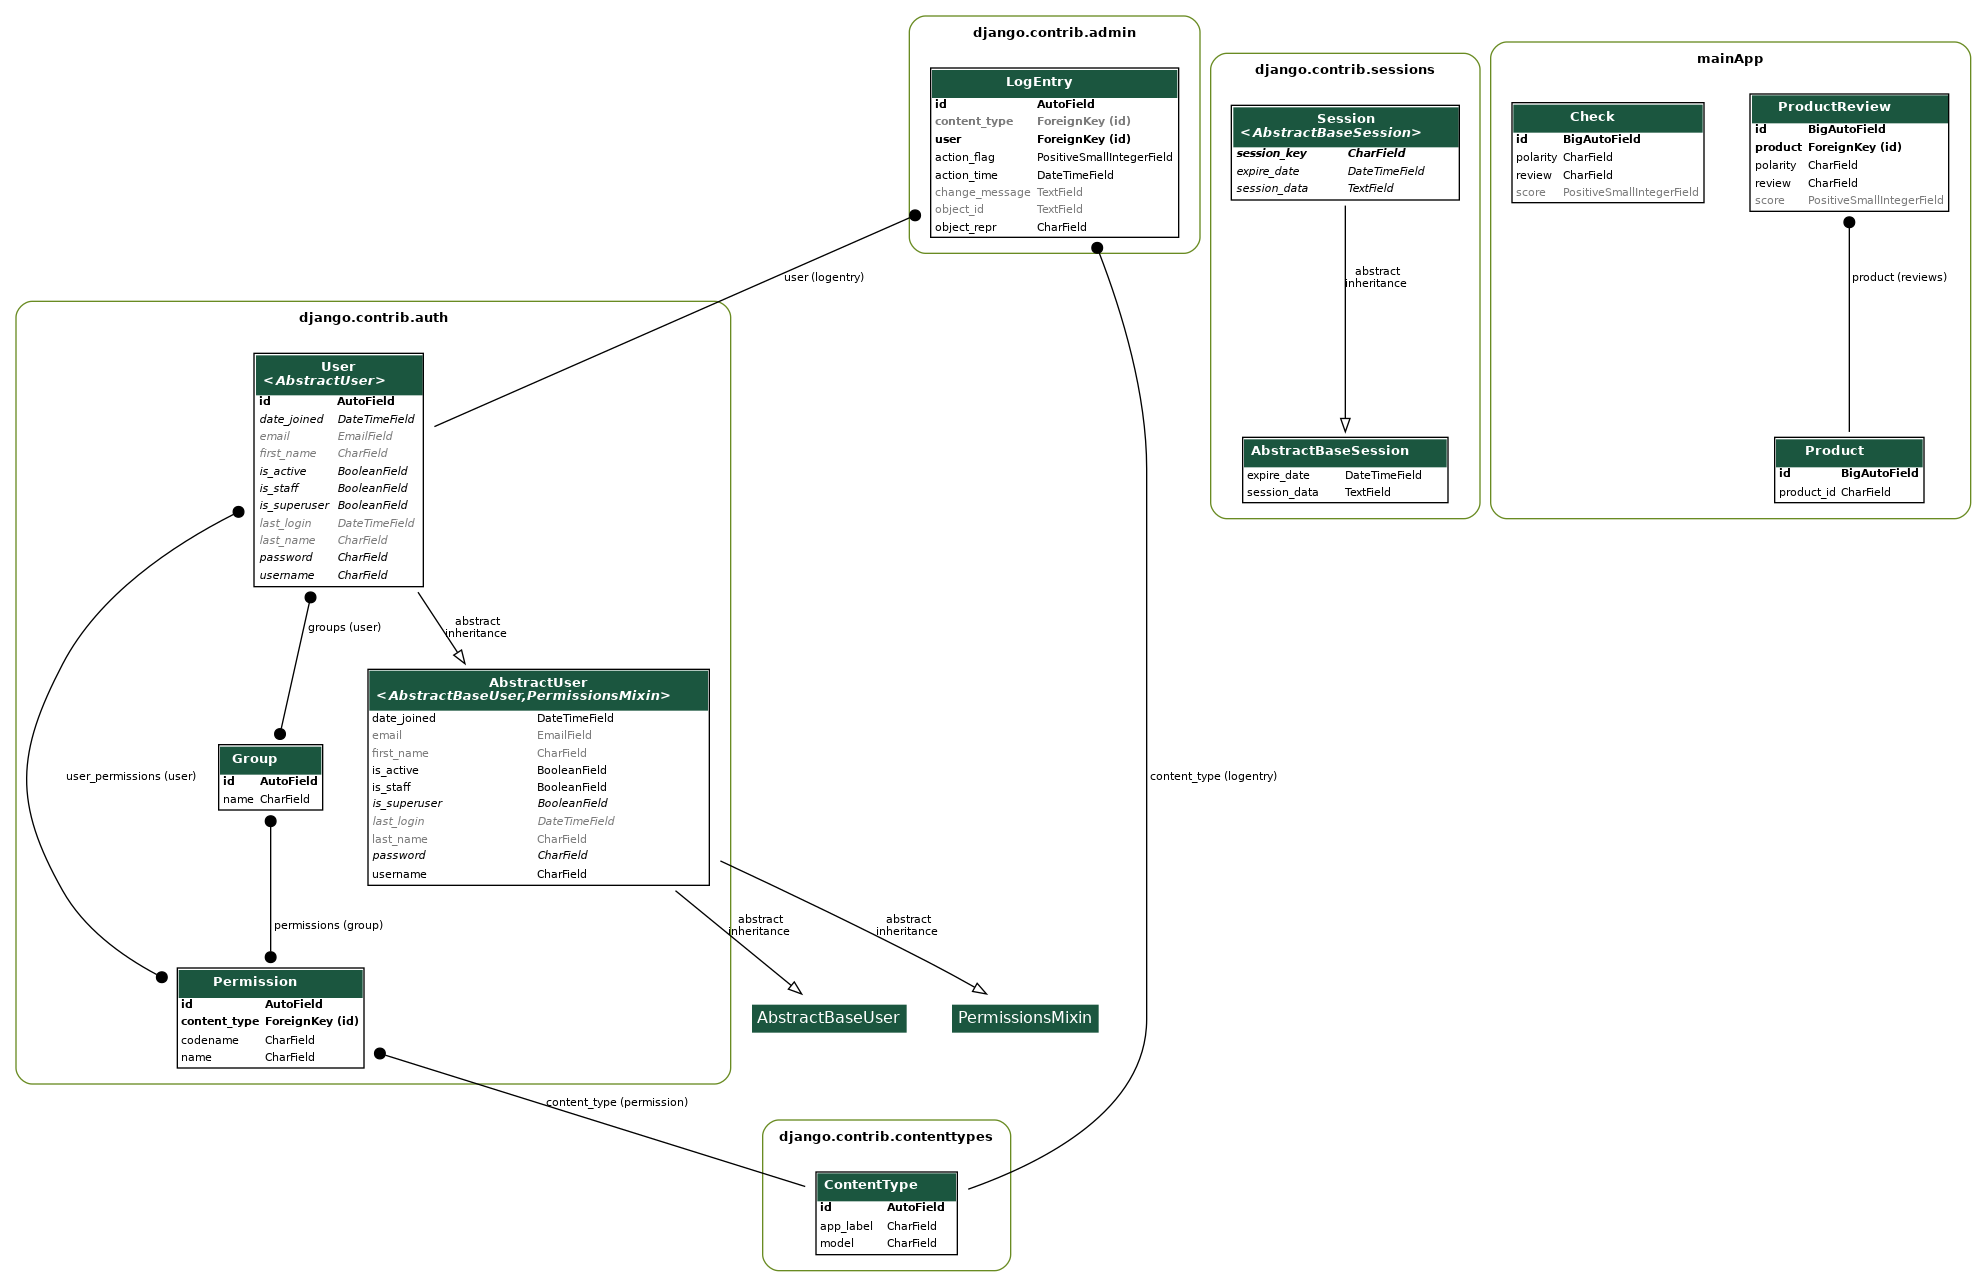 django.contrib.admin
LogEntry
id AutoField
content_type ForeignKey (id)
user ForeignKey (id)
action_flag PositiveSmallIntegerField
action_time DateTimeField
change_message TextField
object_id TextField
object_repr CharField
django.contrib.sessions
Session
<AbstractBaseSession>
session_key CharField
expire_date DateTimeField
session_data TextField
abstract
inheritance
AbstractBaseSession
expire_date DateTimeField
session_data TextField
mainApp
Check
id BigAutoField
polarity CharField
review CharField
score PositiveSmallIntegerField
ProductReview
id BigAutoField
product ForeignKey (id)
polarity CharField
review CharField
score PositiveSmallIntegerField
product (reviews)
Product
id BigAutoField
product_id CharField
user (logentry)
django.contrib.auth
User
<AbstractUser>
id AutoField
date_joined DateTimeField
email EmailField
first_name CharField
is_active BooleanField
is_staff BooleanField
is_superuser BooleanField
last_login DateTimeField
last_name CharField
password CharField
username CharField
groups (user)
abstract
inheritance
AbstractUser
<AbstractBaseUser,PermissionsMixin>
date_joined DateTimeField
email EmailField
first_name CharField
is_active BooleanField
is_staff BooleanField
is_superuser BooleanField
last_login DateTimeField
last_name CharField
password CharField
username CharField
Group
id AutoField
name CharField
user_permissions (user)
content_type (logentry)
permissions (group)
abstract
inheritance
abstract
inheritance
Permission
id AutoField
content_type ForeignKey (id)
codename CharField
name CharField
AbstractBaseUser
PermissionsMixin
content_type (permission)
django.contrib.contenttypes
ContentType
id AutoField
app_label CharField
model CharField